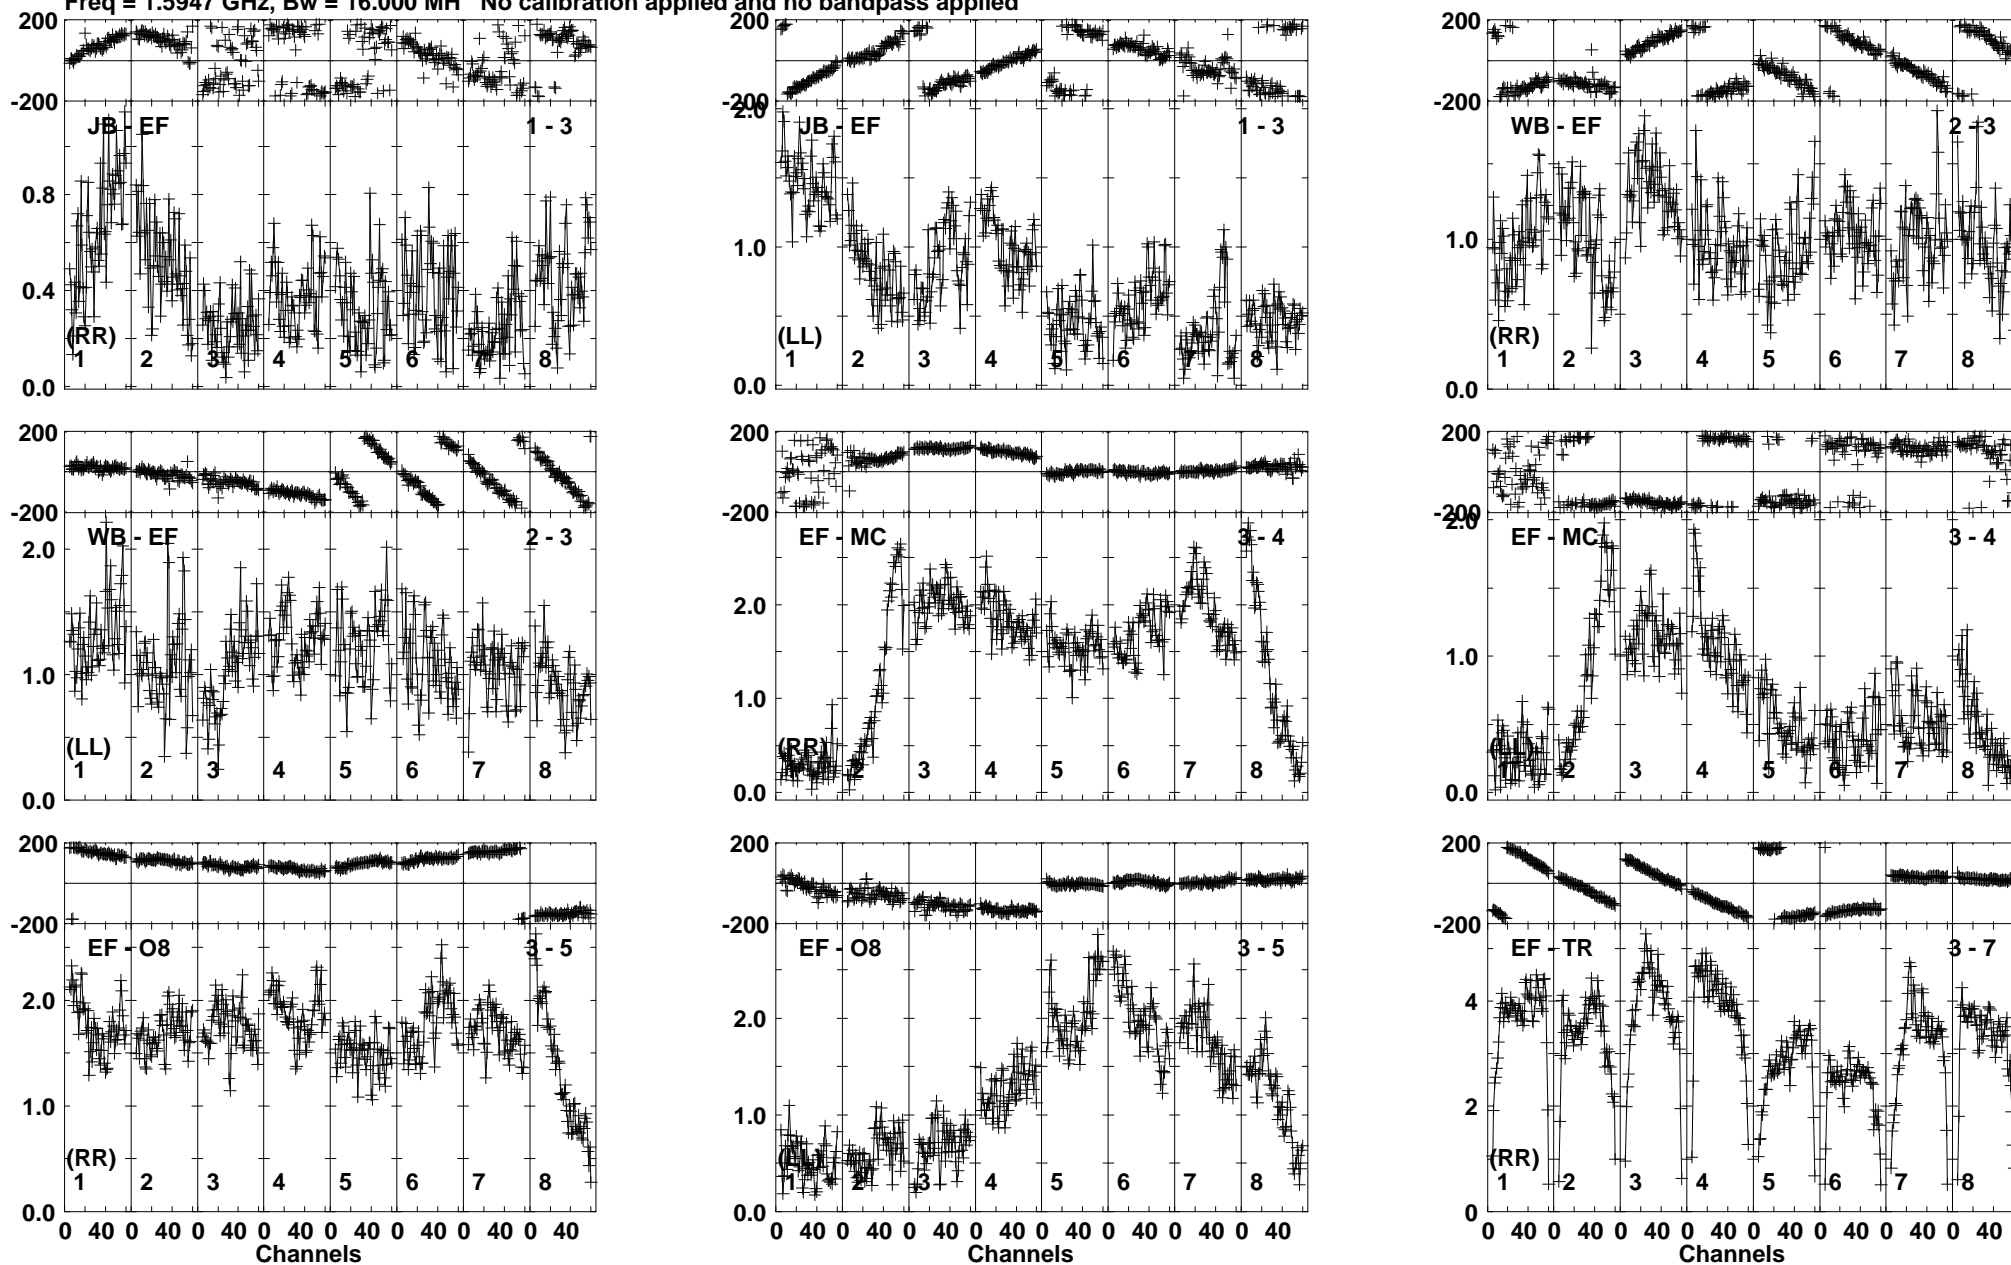 Freq = 1.5947 GHz, Bw = 16.000 MH No calibration applied and no bandpass applied
200 200 200
-200 -200 -200
JB - EF 1 - 3 2.0 JB - EF 1 - 3 WB - EF 2 - 3
0.8
1.0 1.0
0.4
(RR) (LL) (RR)
1 2 3 4 5 6 7 8 1 2 3 4 5 6 7 8 1 2 3 4 5 6 7 8
0.0 0.0 0.0
200 200 200
-200 -200 -200
WB - EF 2 - 3 EF - MC 3 - 4 2.0 EF - MC 3 - 4
2.0 2.0
1.0 1.0 1.0
(LL) (RR) (LL)
1 2 3 4 5 6 7 8 1 2 3 4 5 6 7 8 1 2 3 4 5 6 7 8
0.0 0.0 0.0
200 200 200
-200 -200 -200
EF - O8 3 - 5 EF - O8 3 - 5 EF - TR 3 - 7
2.0 2.0 4
1.0 1.0 2
(RR) (LL) (RR)
1 2 3 4 5 6 7 8 1 2 3 4 5 6 7 8 1 2 3 4 5 6 7 8
0.0 0.0 0
0 40 0 40 0 40 0 40 0 40 0 40 0 40 0 40 0 40 0 40 0 40 0 40 0 40 0 40 0 40 0 40 0 40 0 40 0 40 0 40 0 40 0 40 0 40 0 40
Channels Channels Channels